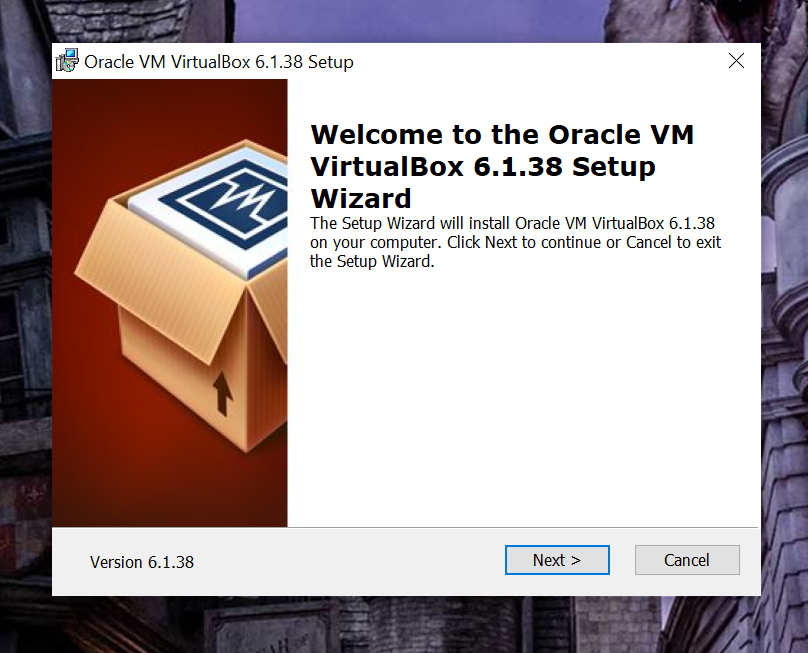 Oracle VM VirtualBox 6.1.38 Setup
Welcome to the Oracle VM
VirtualBox 6.1.38 Setup
Wizard
The Setup Wizard will install Oracle VM VirtualBox 6.1.38
on your computer. Click Next to continue or Cancel to exit
the Setup Wizard.
Version 6.1.38
Next >
Cancel